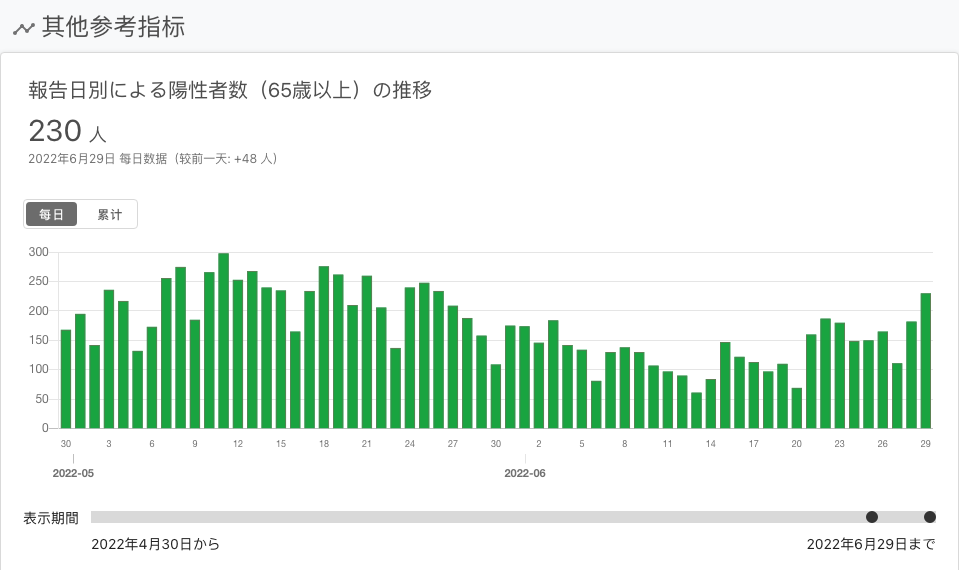 其他参考指标
報告日別による陽性者数（65歳以上）の推移
230 人
2022年6月29日 每日数据（较前一天: +48 人）
每日 累计
300
250
200
150
100
50
0
30 3 6 9 12 15 18 21 24 27 30 2 5 8 11 14 17 20 23 26 29
2022-05 2022-06
表示期間
2022年4月30日から 2022年6月29日まで